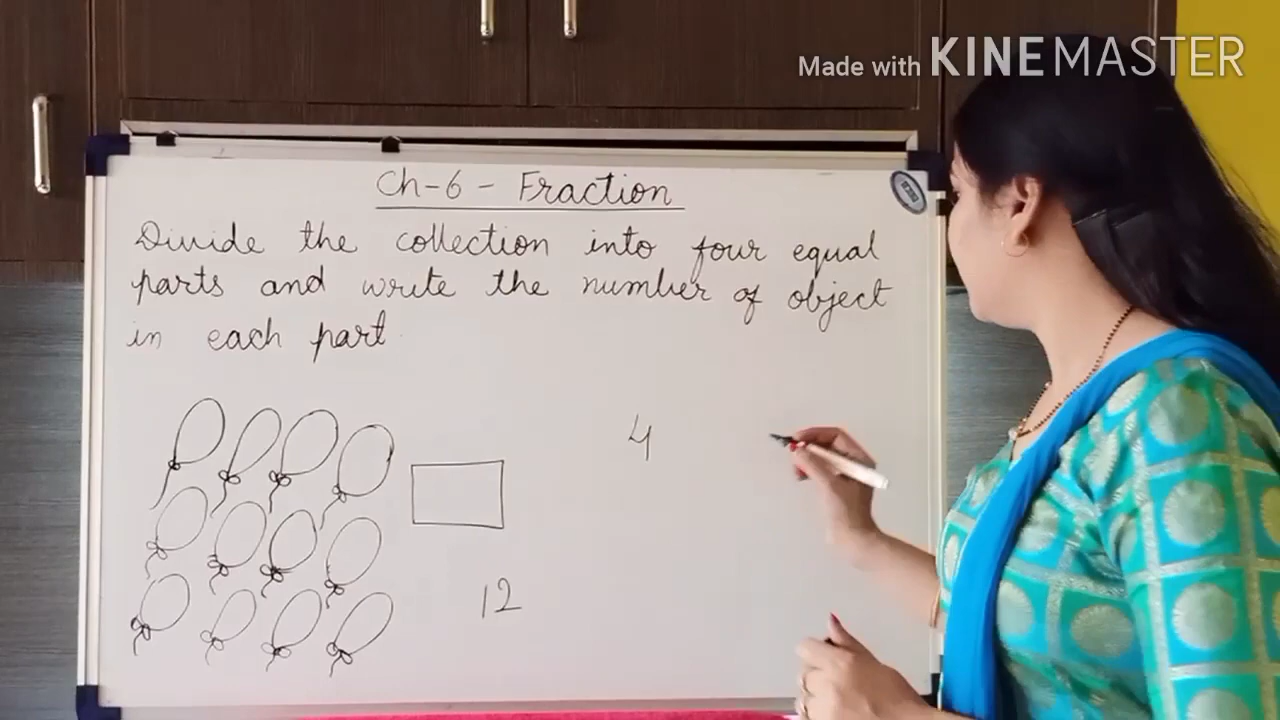 Made with KINEMASTER
Ch-6 - Fraction
Divide the collection into four equal
parts and write the number of object
in each part
4
12